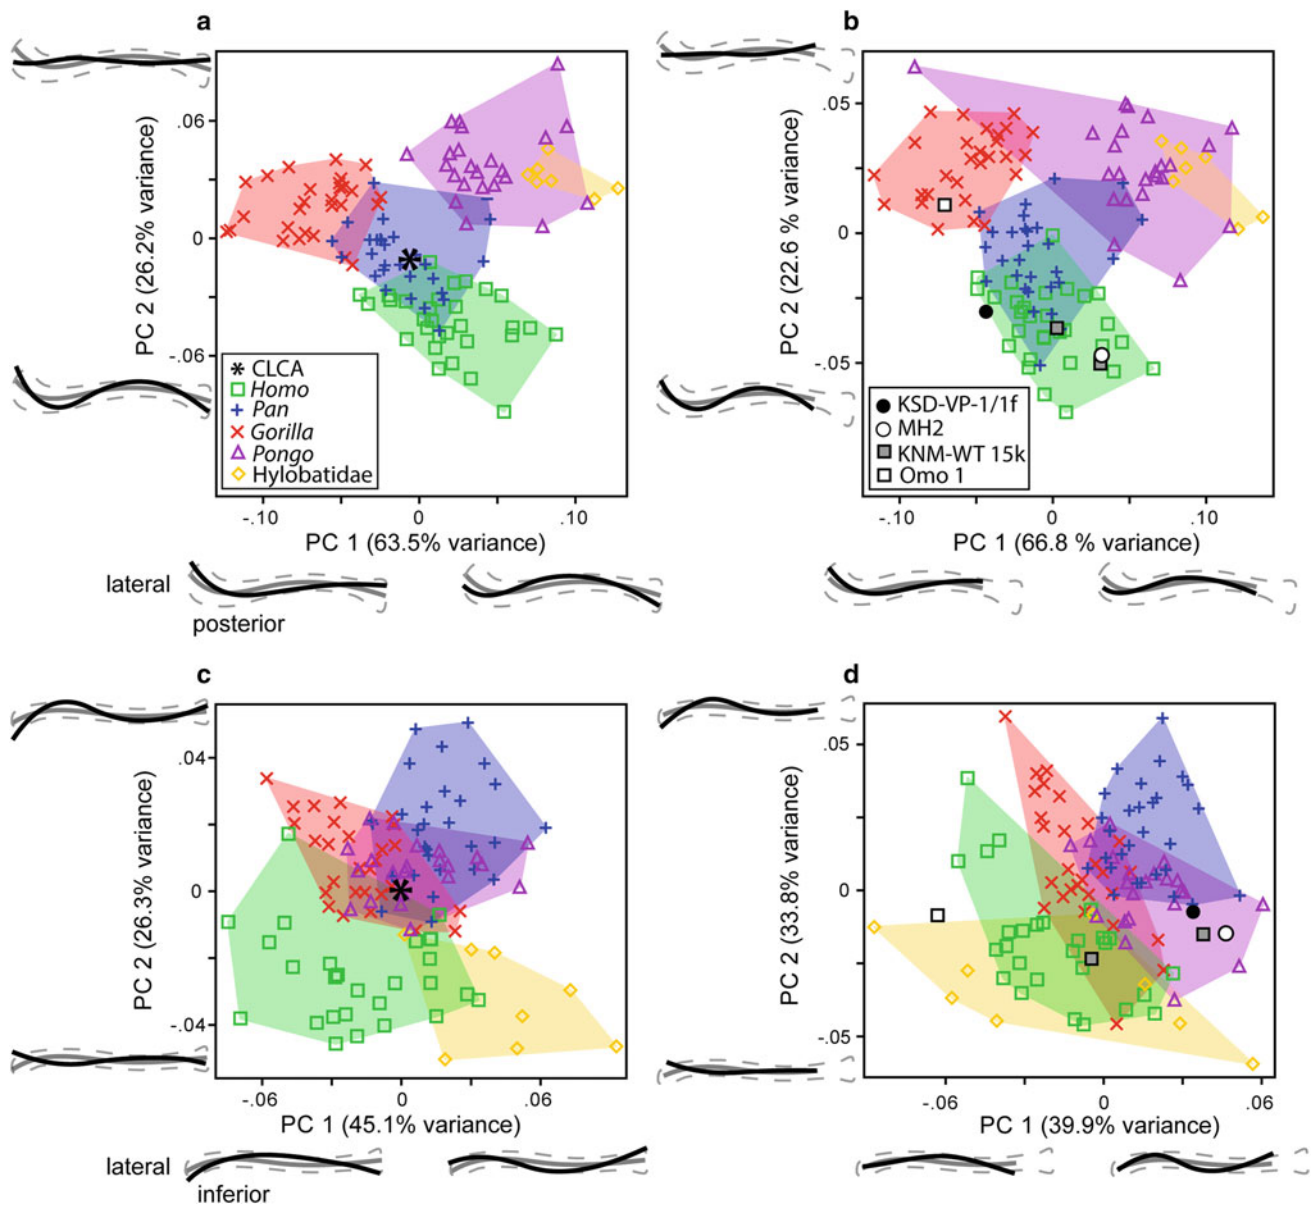 a
PC 2 (26.2% variance)
.06
0
-.06
CLCA
Homo
Pan
Gorilla
Pongo
Hylobatidae
-.10 0 .10
PC 1 (63.5% variance)
lateral
posterior
b
PC 2 (22.6 % variance)
.05
0
-.05
KSD-VP-1/1f
MH2
KNM-WT 15k
Omo 1
-.10 0 .10
PC 1 (66.8 % variance)
c
PC 2 (26.3% variance)
.04
0
-.04
-.06 0 .06
PC 1 (45.1% variance)
lateral
inferior
d
PC 2 (33.8% variance)
.05
0
-.05
-.06 0 .06
PC 1 (39.9% variance)